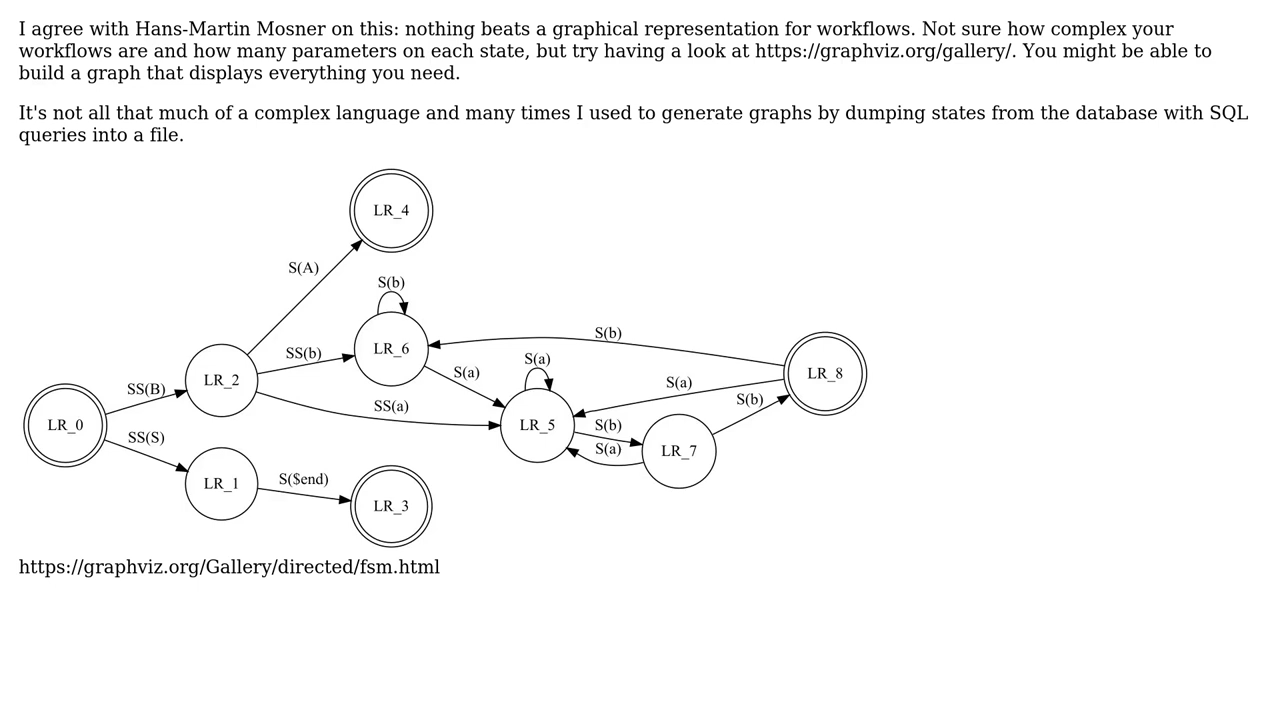 I agree with Hans-Martin Mosner on this: nothing beats a graphical representation for workflows. Not sure how complex your
workflows are and how many parameters on each state, but try having a look at https://graphviz.org/gallery/. You might be able to
build a graph that displays everything you need.
It's not all that much of a complex language and many times I used to generate graphs by dumping states from the database with SQL
queries into a file.
LR_4
S(A)
S(b)
S(b)
SS(b)
LR_6
S(a)
S(a)
LR_8
S(a)
LR_2
SS(B)
SS(a)
S(b)
LR_0
LR_5
S(b)
SS(S)
S(a)
LR_7
LR_1
S($end)
LR_3
https://graphviz.org/Gallery/directed/fsm.html